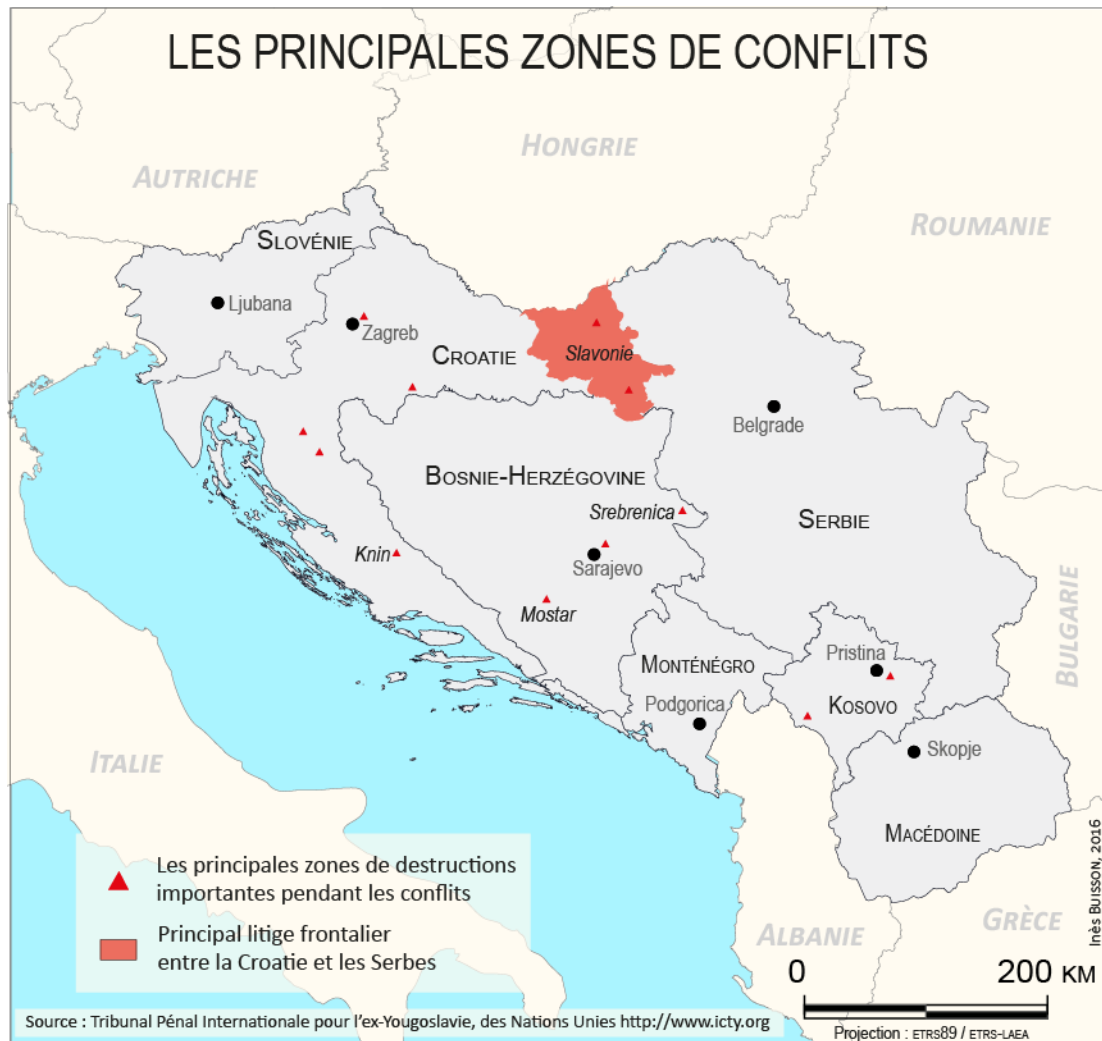 LES PRINCIPALES ZONES DE CONFLITS
HONGRIE
AUTRICHE
ROUMANIE
SLOVÉNIE
Ljubana
Zagreb
CROATIE
Slavonie
Belgrade
BOSNIE-HERZÉGOVINE
Srebrenica
SERBIE
Knin
Sarajevo
Mostar
BULGARIE
MONTÉNÉGRO
Pristina
Podgorica
KOSOVO
Skopje
ITALIE
MACÉDOINE
Les principales zones de destructions
importantes pendant les conflits
Principal litige frontalier
entre la Croatie et les Serbes
ALBANIE
GRÈCE
Inès BUISSON, 2016
0 200 KM
Source : Tribunal Pénal Internationale pour l'ex-Yougoslavie, des Nations Unies http://www.icty.org
Projection : ETRS89 / ETRS-LAEA